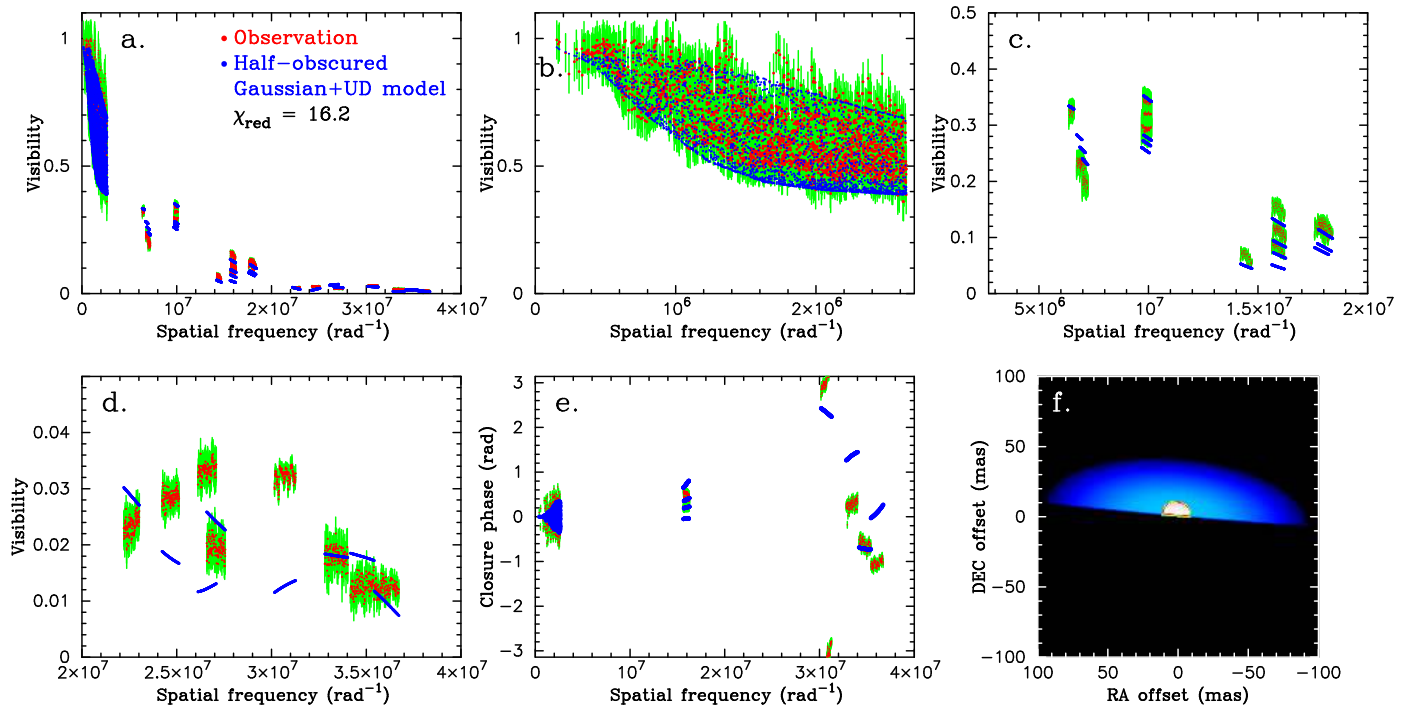 a.
Observation
Half-obscured
Gaussian+UD model
χred = 16.2
Visibility
1
0.5
0
0 10⁷ 2×10⁷ 3×10⁷ 4×10⁷
Spatial frequency (rad⁻¹)
b.
Visibility
1
0.5
0
0 10⁶ 2×10⁶
Spatial frequency (rad⁻¹)
c.
Visibility
0.5
0.4
0.3
0.2
0.1
0
5×10⁶ 10⁷ 1.5×10⁷ 2×10⁷
Spatial frequency (rad⁻¹)
d.
Visibility
0.04
0.03
0.02
0.01
0
2×10⁷ 2.5×10⁷ 3×10⁷ 3.5×10⁷
Spatial frequency (rad⁻¹)
e.
Closure phase (rad)
3
2
1
0
−1
−2
−3
0 10⁷ 2×10⁷ 3×10⁷ 4×10⁷
Spatial frequency (rad⁻¹)
f.
DEC offset (mas)
100
50
0
−50
−100
100 50 0 −50 −100
RA offset (mas)